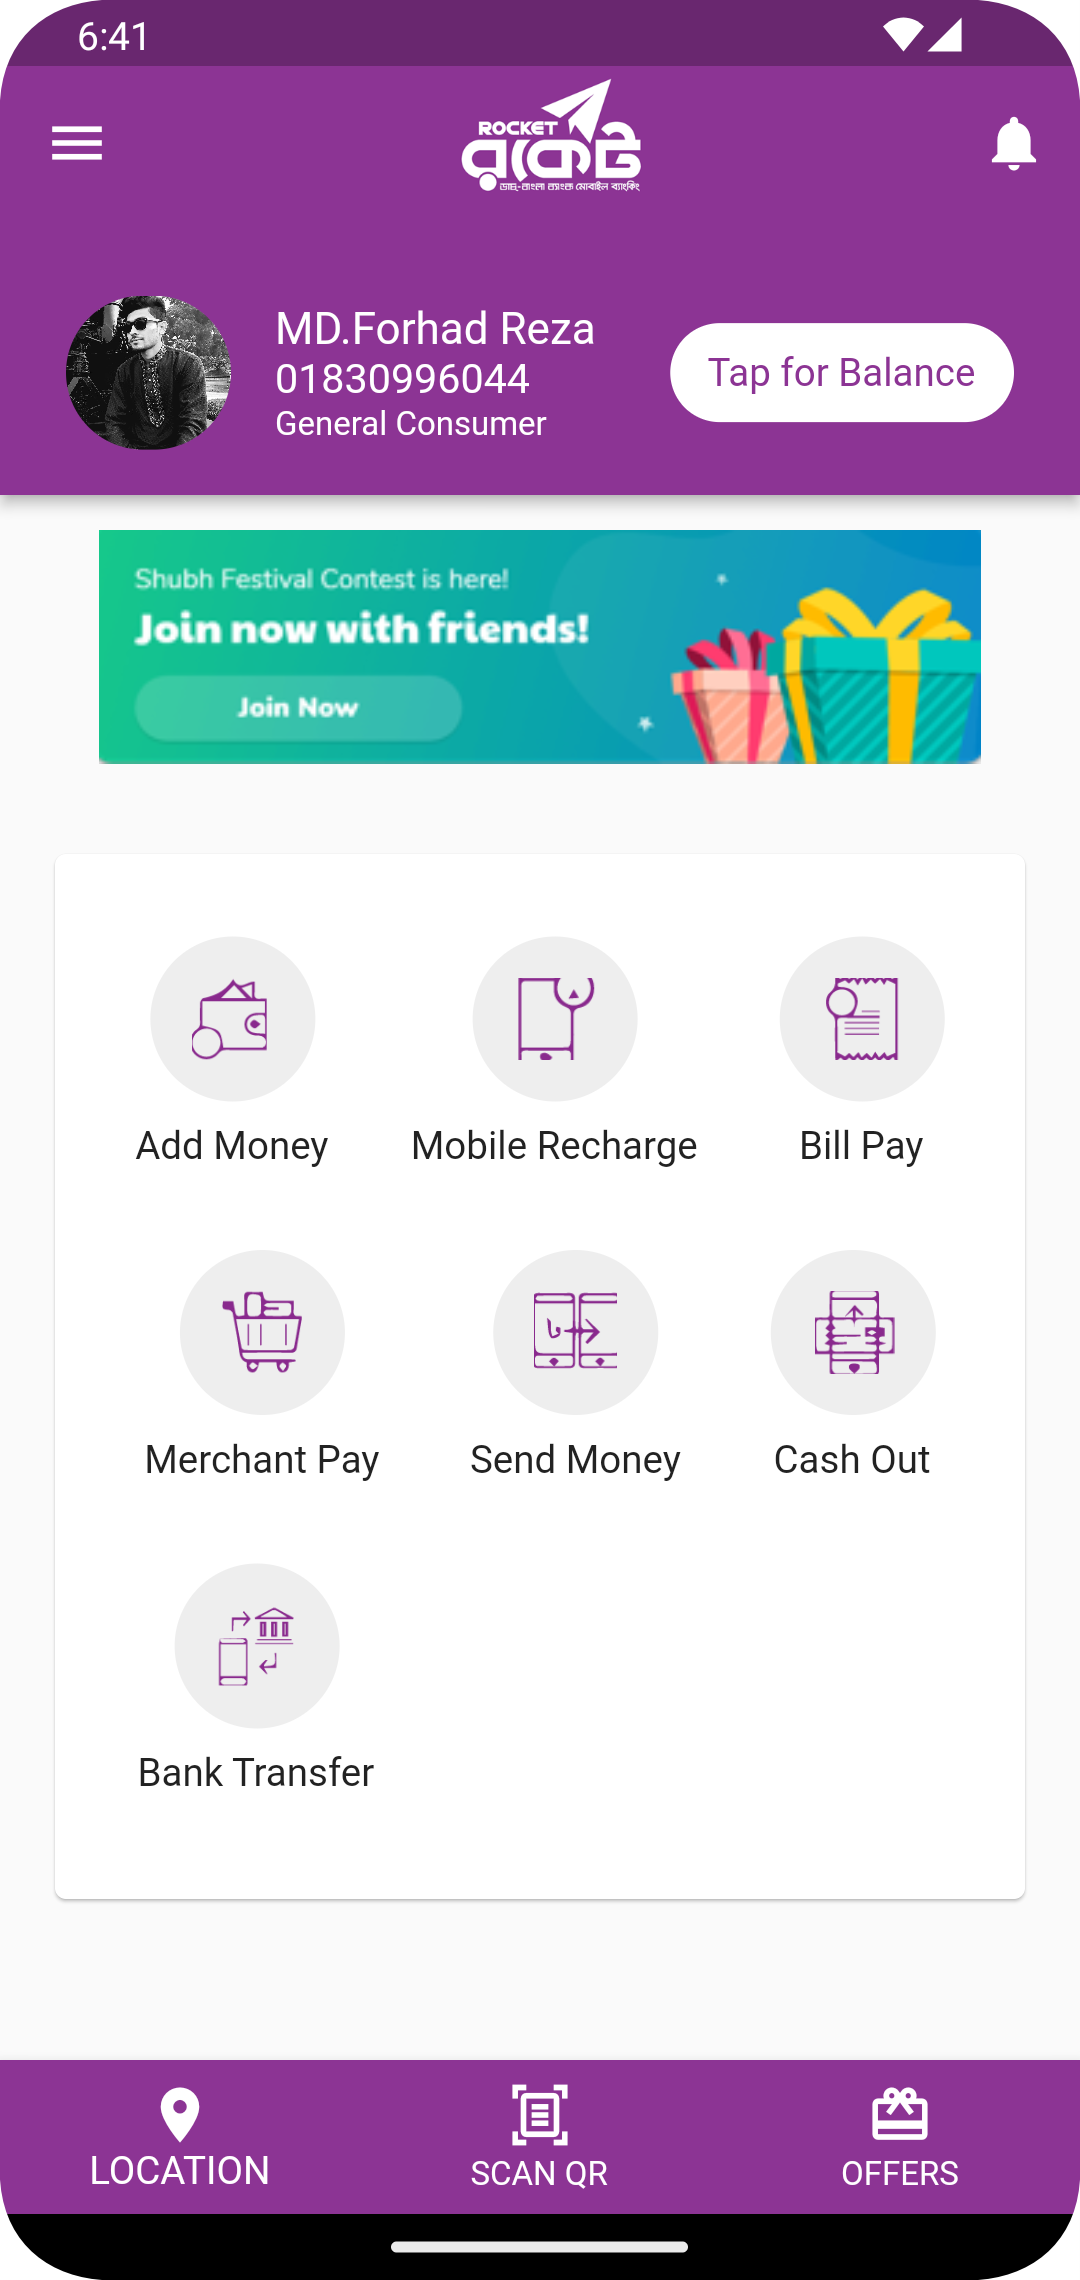 6:41
ROCKET
রকেট
ডাচ্-বাংলা ব্যাংক মোবাইল ব্যাংকিং
MD.Forhad Reza
01830996044
General Consumer
Tap for Balance
Shubh Festival Contest is here!
Join now with friends!
Join Now
Add Money
Mobile Recharge
Bill Pay
Merchant Pay
Send Money
Cash Out
Bank Transfer
LOCATION
SCAN QR
OFFERS